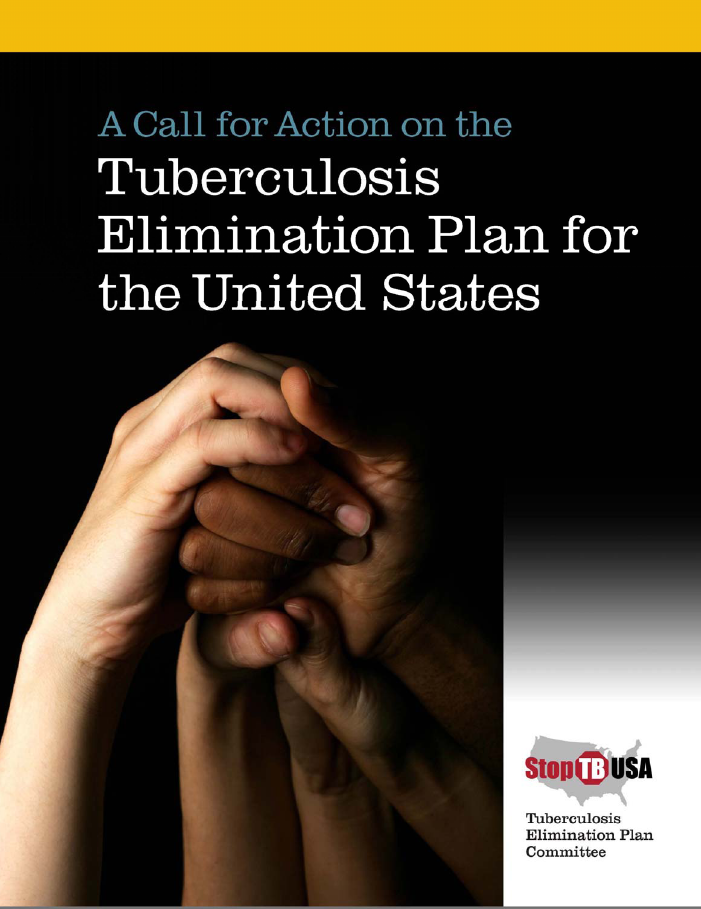 A Call for Action on the
Tuberculosis
Elimination Plan for
the United States
Stop TB USA
Tuberculosis
Elimination Plan
Committee